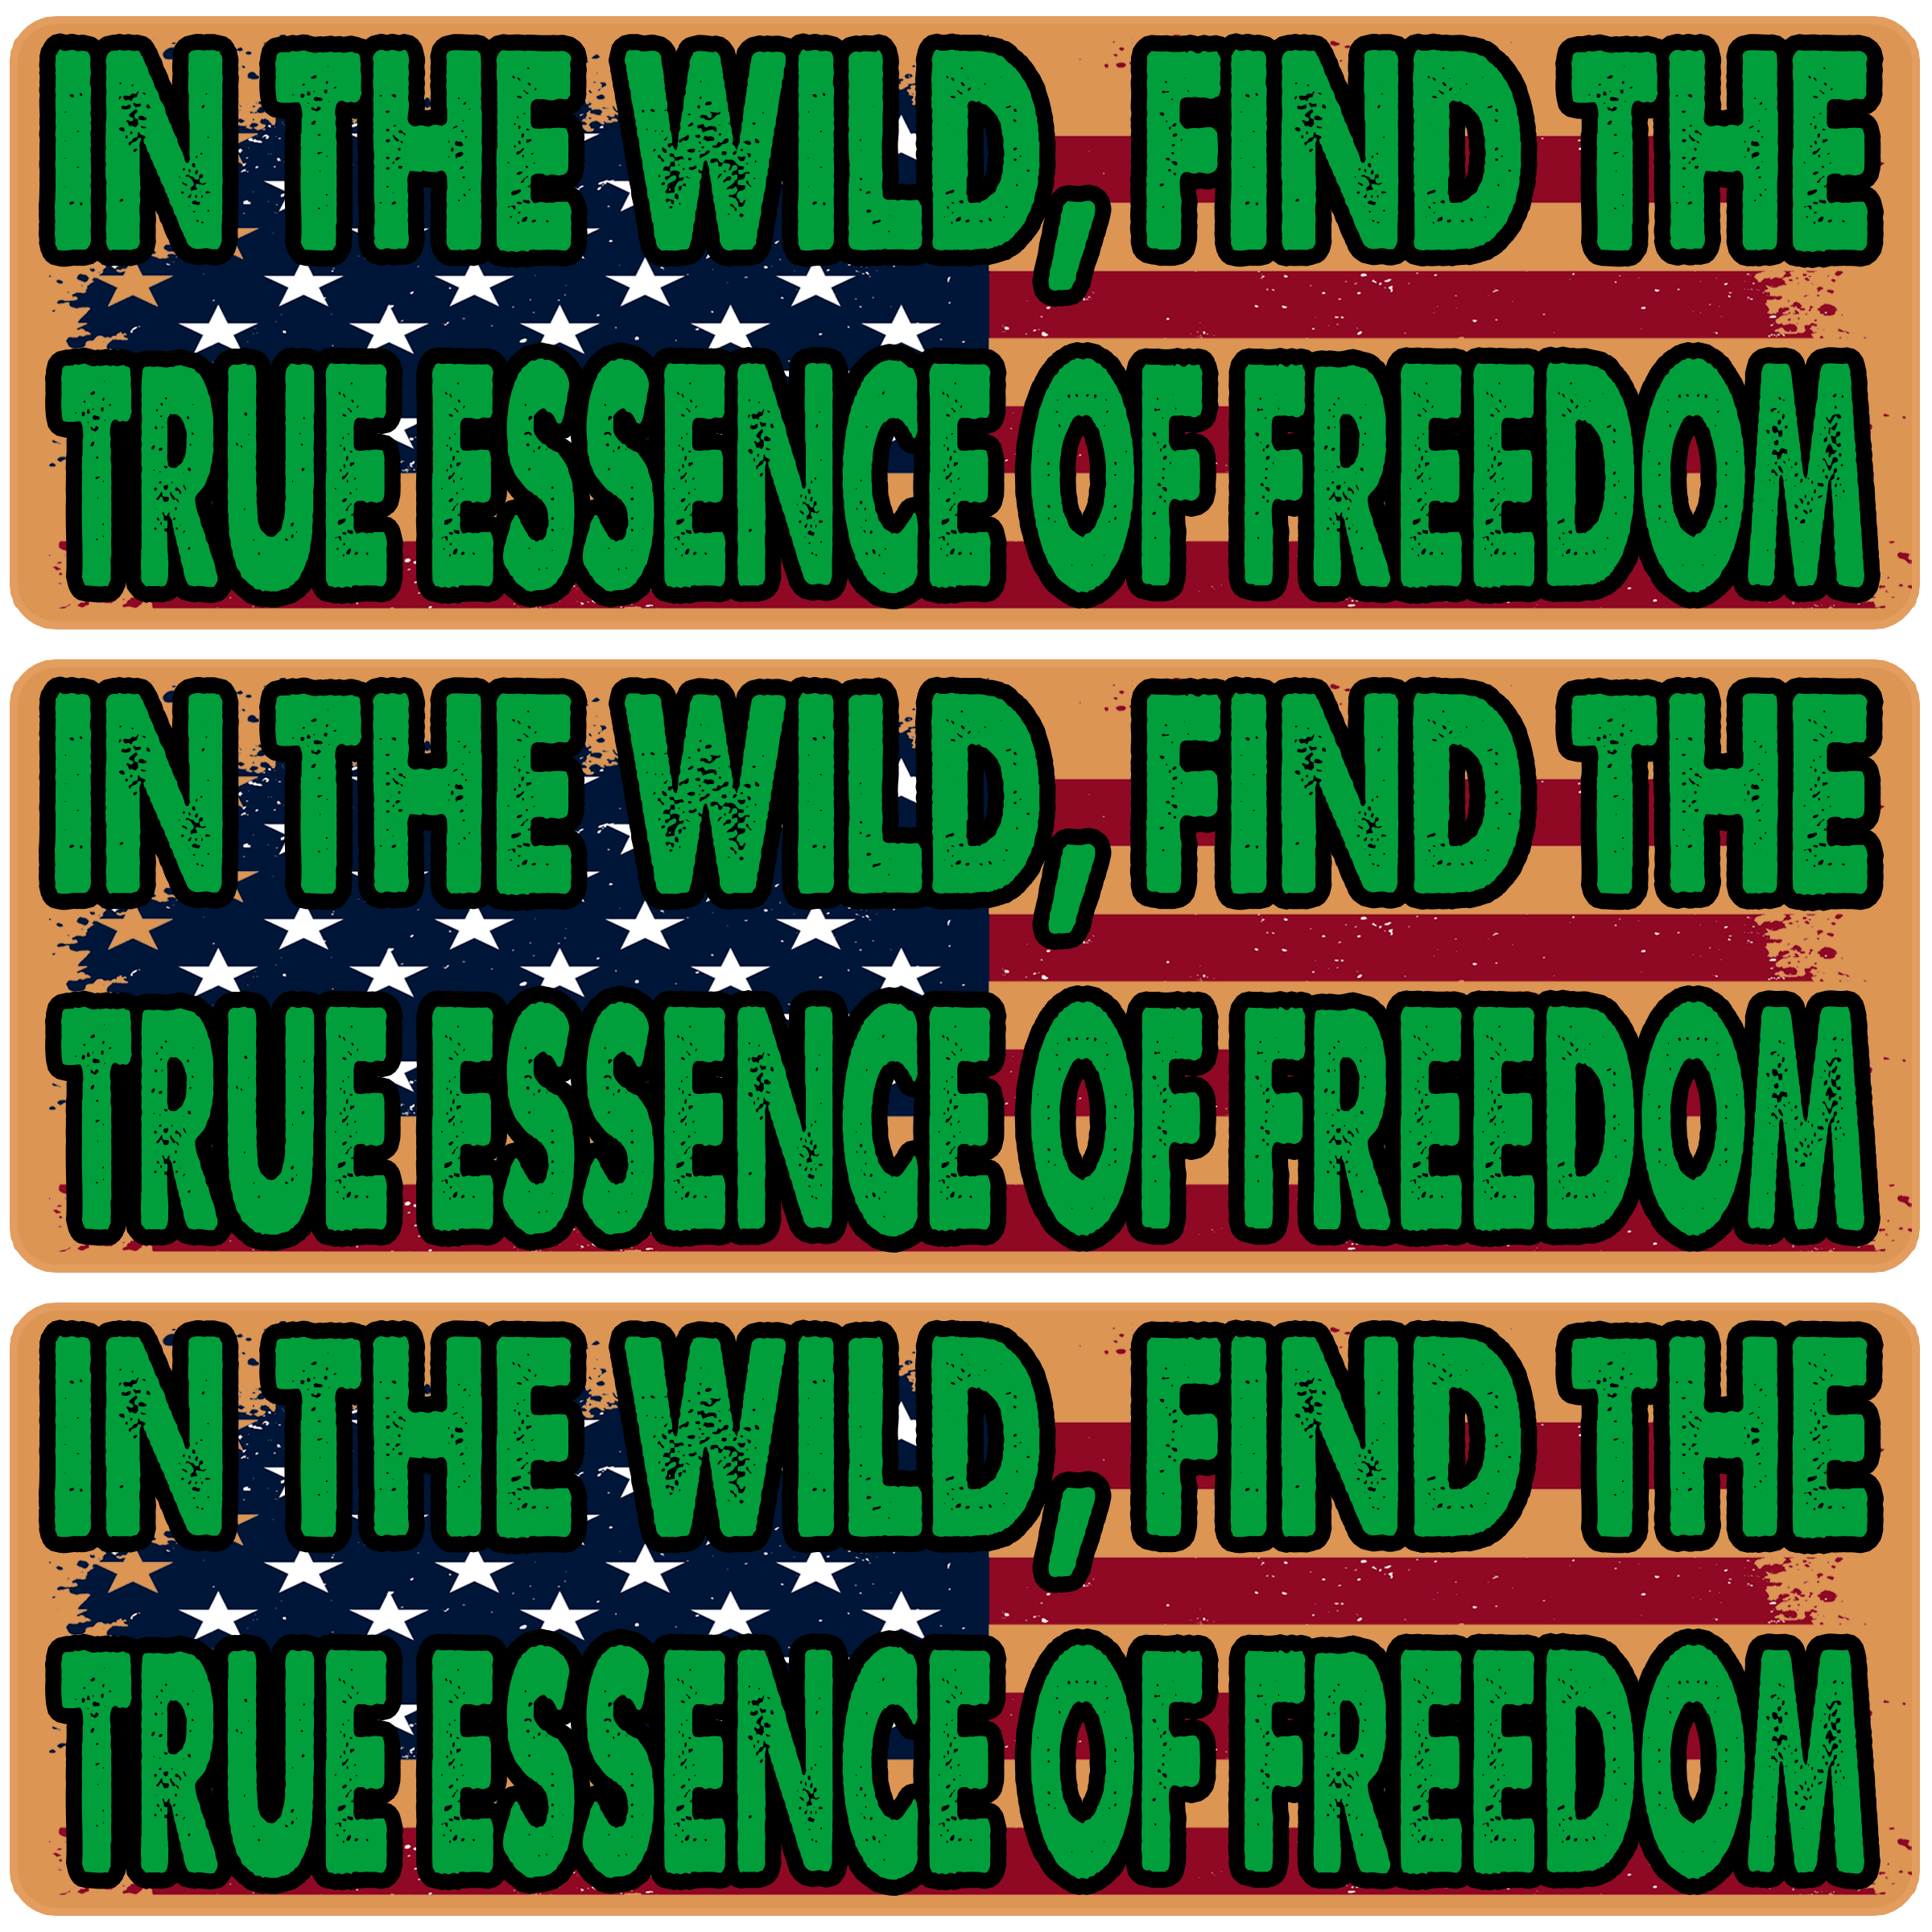 IN THE WILD, FIND THE
TRUE ESSENCE OF FREEDOM
IN THE WILD, FIND THE
TRUE ESSENCE OF FREEDOM
IN THE WILD, FIND THE
TRUE ESSENCE OF FREEDOM